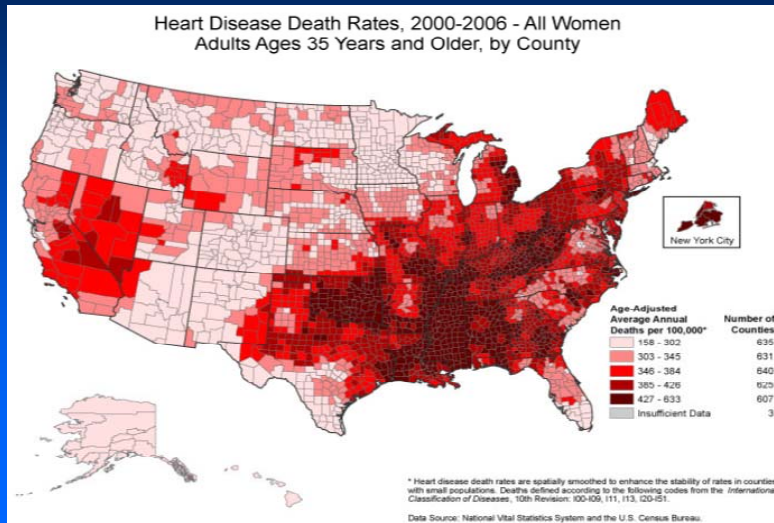 Heart Disease Death Rates, 2000-2006 - All Women
Adults Ages 35 Years and Older, by County
New York City
Age-Adjusted
Average Annual
Deaths per 100,000*
Number of
Counties
158 - 302 635
303 - 345 631
346 - 384 640
385 - 426 625
427 - 633 607
Insufficient Data 3
* Heart disease death rates are spatially smoothed to enhance the stability of rates in counties
with small populations. Deaths defined according to the following codes from the International
Classification of Diseases, 10th Revision: I00-I09, I11, I13, I20-I51.
Data Source: National Vital Statistics System and the U.S. Census Bureau.